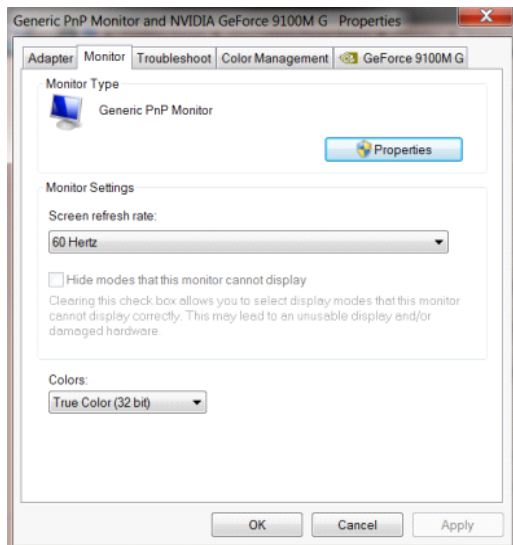 Generic PnP Monitor and NVIDIA GeForce 9100M G Properties
Adapter Monitor Troubleshoot Color Management GeForce 9100M G
Monitor Type
Generic PnP Monitor
Properties
Monitor Settings
Screen refresh rate:
60 Hertz
Hide modes that this monitor cannot display
Clearing this check box allows you to select display modes that this monitor
cannot display correctly. This may lead to an unusable display and/or
damaged hardware.
Colors:
True Color (32 bit)
OK Cancel Apply